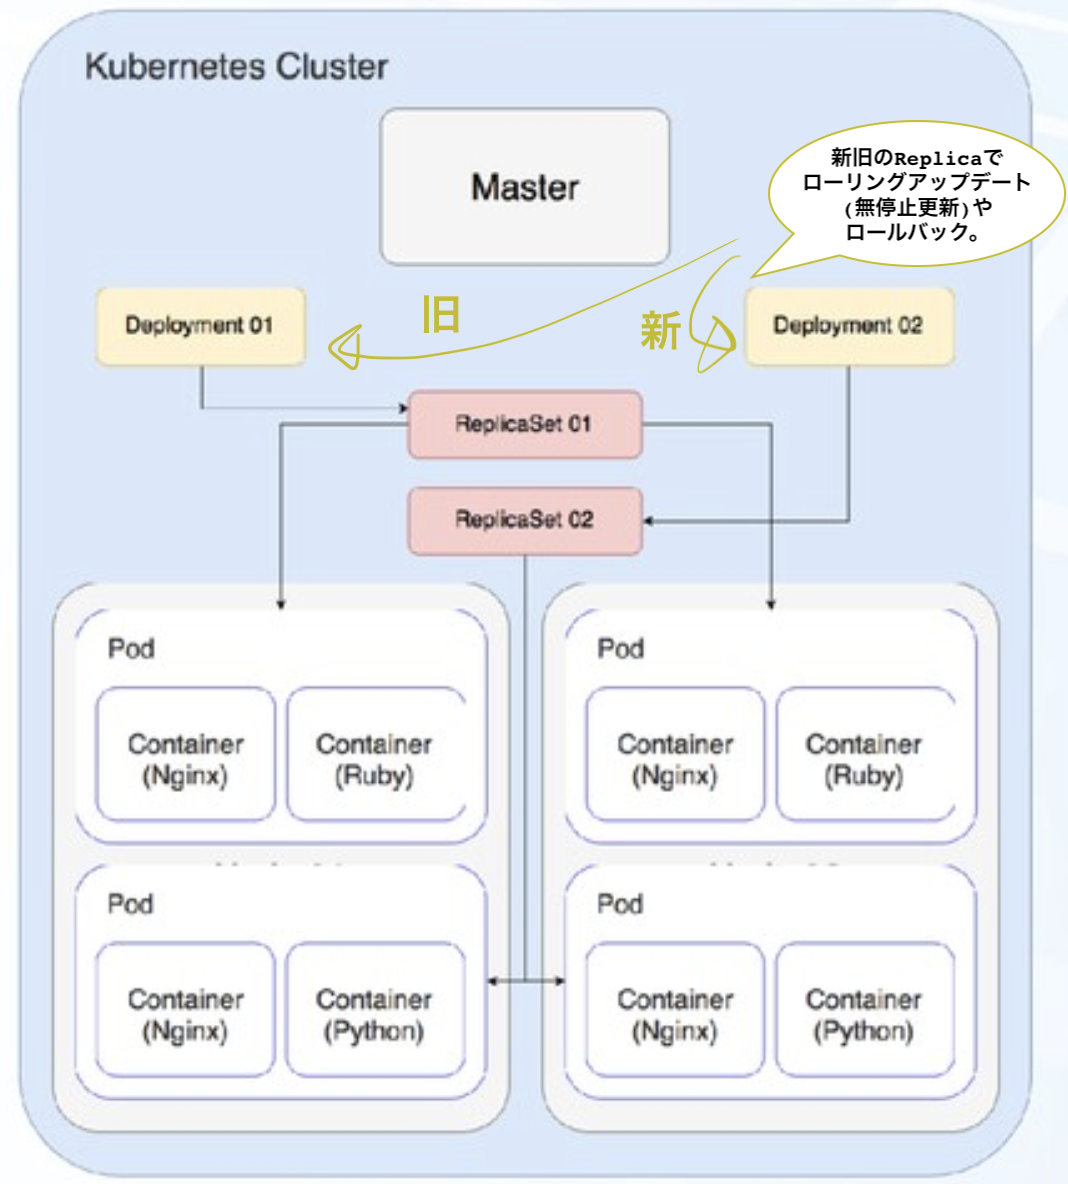 Kubernetes Cluster
Master
新旧のReplicaで
ローリングアップデート
(無停止更新)や
ロールバック。
旧
新
Deployment 01
Deployment 02
ReplicaSet 01
ReplicaSet 02
Pod
Container
(Nginx)
Container
(Ruby)
Pod
Container
(Nginx)
Container
(Ruby)
Pod
Container
(Nginx)
Container
(Python)
Pod
Container
(Nginx)
Container
(Python)